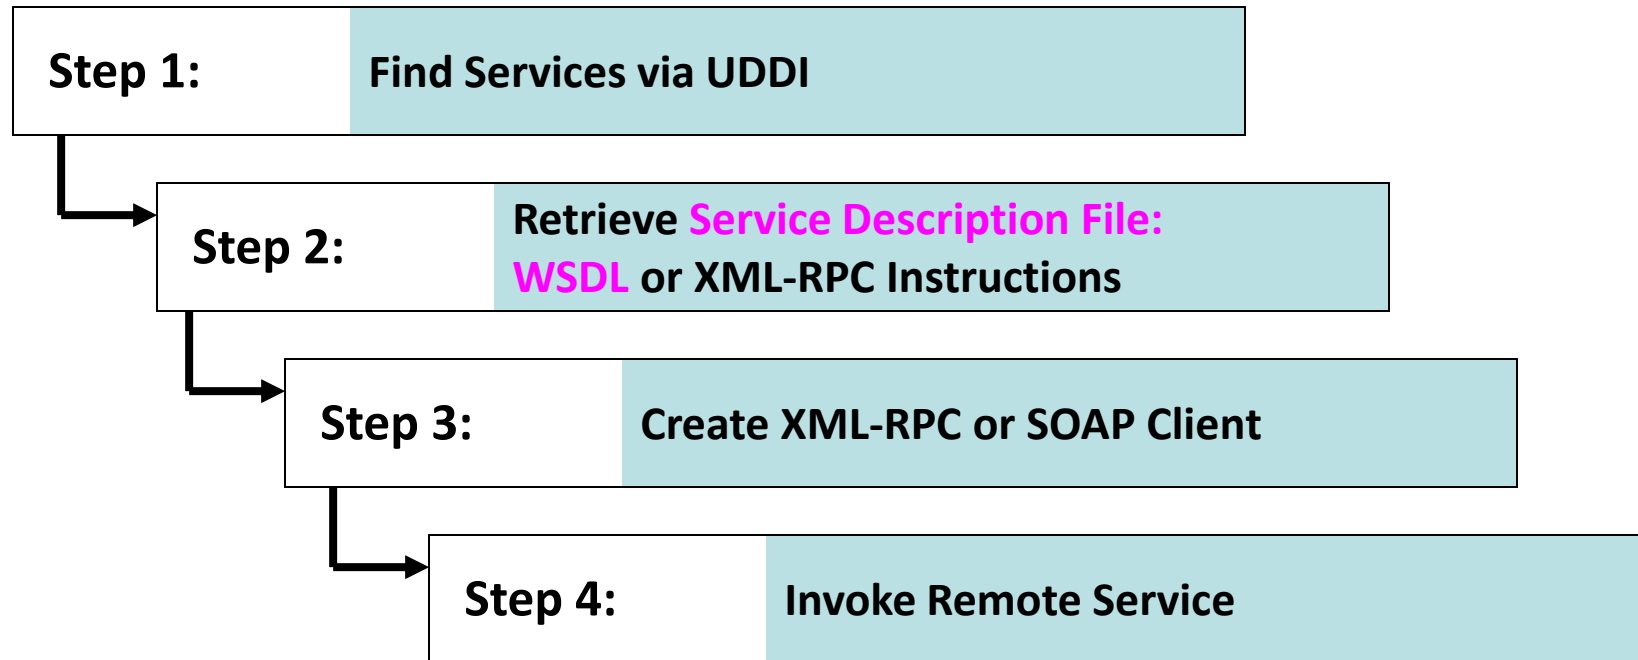 Step 1:
Find Services via UDDI
Step 2:
Retrieve Service Description File:
WSDL or XML-RPC Instructions
Step 3:
Create XML-RPC or SOAP Client
Step 4:
Invoke Remote Service